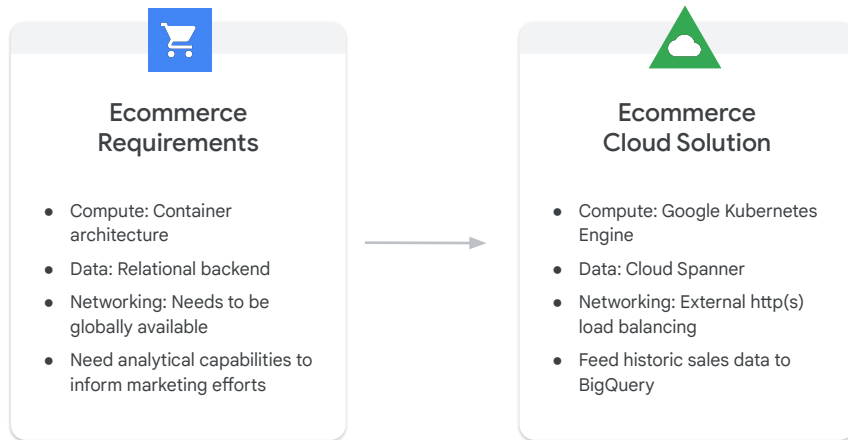 Ecommerce
Requirements
● Compute: Container
architecture
● Data: Relational backend
● Networking: Needs to be
globally available
● Need analytical capabilities to
inform marketing efforts
Ecommerce
Cloud Solution
● Compute: Google Kubernetes
Engine
● Data: Cloud Spanner
● Networking: External http(s)
load balancing
● Feed historic sales data to
BigQuery